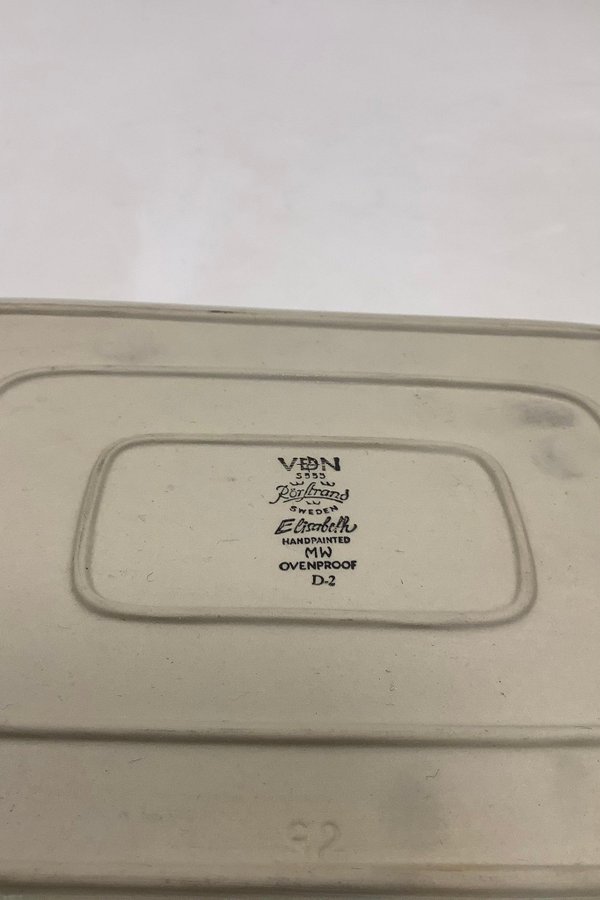 VDN
S555
Rörstrand
SWEDEN
Elisabeth
HANDPAINTED
MW
OVENPROOF
D-2